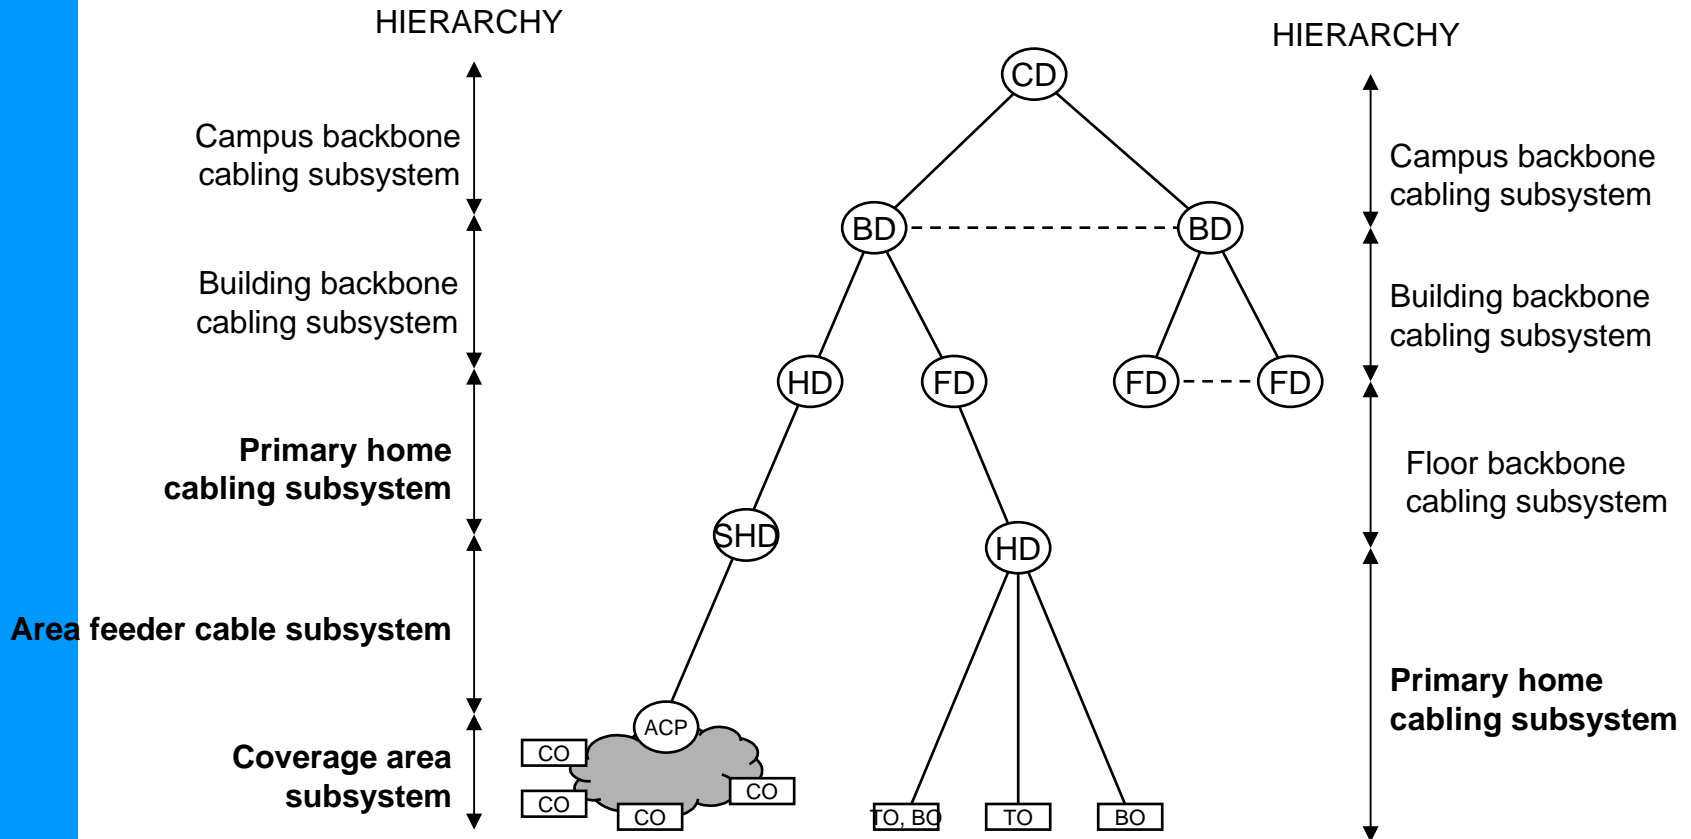 HIERARCHY
HIERARCHY
CD
Campus backbone
cabling subsystem
Campus backbone
cabling subsystem
BD
BD
Building backbone
cabling subsystem
Building backbone
cabling subsystem
HD
FD
FD
FD
Primary home
cabling subsystem
Floor backbone
cabling subsystem
SHD
HD
Area feeder cable subsystem
Primary home
cabling subsystem
ACP
Coverage area
subsystem
CO
CO
CO
CO
TO, BO
TO
BO